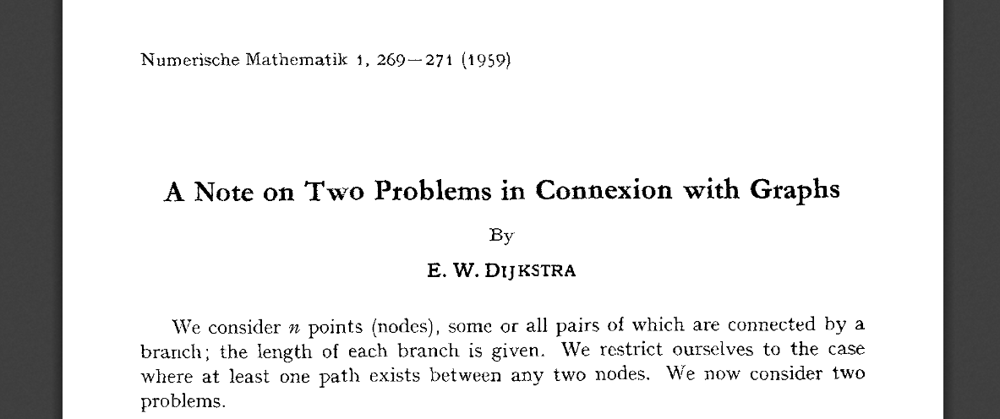 Numerische Mathematik 1, 269—271 (1959)
A Note on Two Problems in Connexion with Graphs
By
E. W. DIJKSTRA
We consider n points (nodes), some or all pairs of which are connected by a
branch; the length of each branch is given. We restrict ourselves to the case
where at least one path exists between any two nodes. We now consider two
problems.